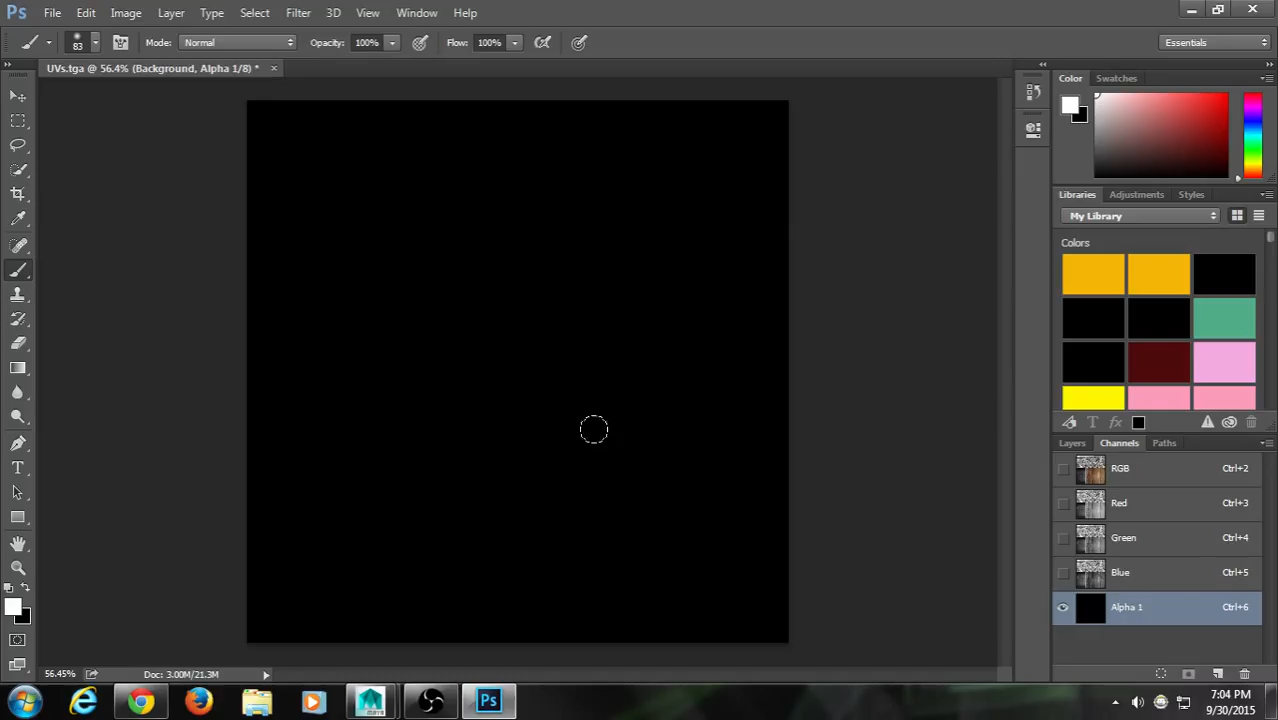 Ps File Edit Image Layer Type Select Filter 3D View Window Help
83 Mode: Normal Opacity: 100% Flow: 100% Essentials
UVs.tga @ 56.4% (Background, Alpha 1/8) * ×
Color Swatches
Libraries Adjustments Styles
My Library
Colors
T fx
Layers Channels Paths
RGB Ctrl+2
Red Ctrl+3
Green Ctrl+4
Blue Ctrl+5
Alpha 1 Ctrl+6
T
56.45% Doc: 3.00M/21.3M
MAYA Ps
7:04 PM
9/30/2015